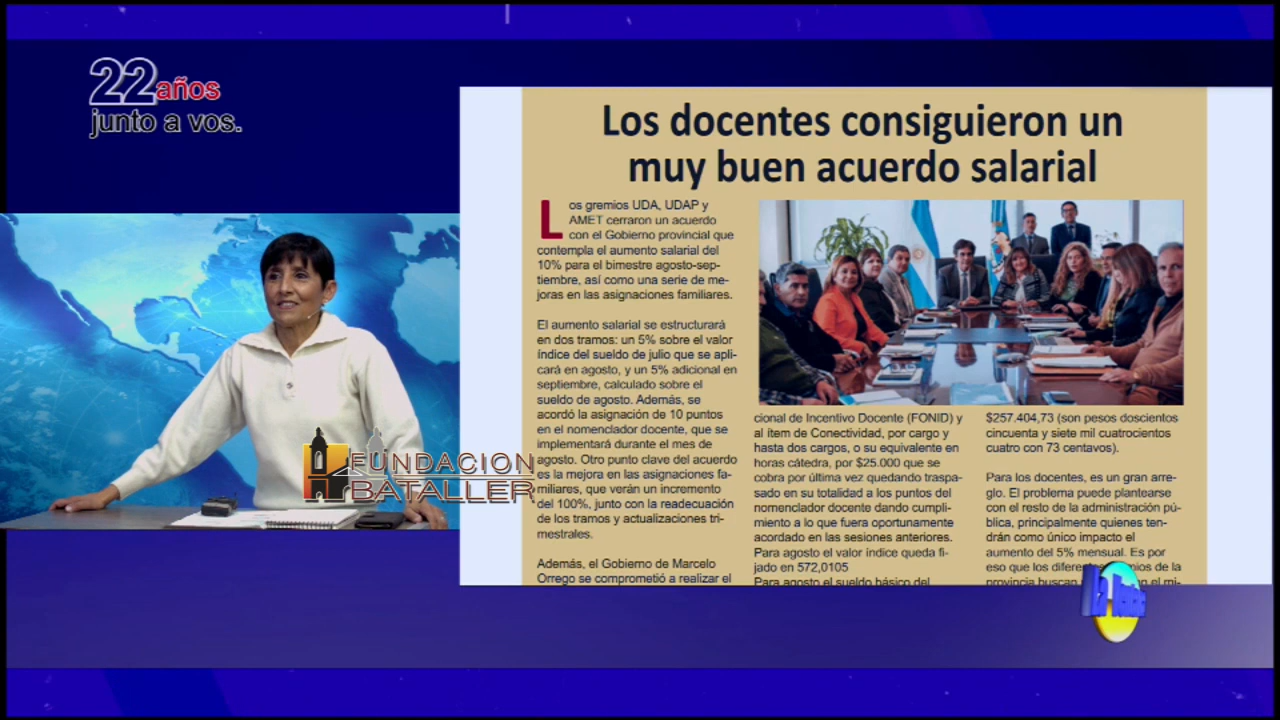 22 años
junto a vos.
Los docentes consiguieron un
muy buen acuerdo salarial
Los gremios UDA, UDAP y
AMET cerraron un acuerdo
con el Gobierno provincial que
contempla el aumento salarial del
10% para el bimestre agosto-sep-
tiembre, así como una serie de me-
joras en las asignaciones familiares.
El aumento salarial se estructurará
en dos tramos: un 5% sobre el valor
índice del sueldo de julio que se apli-
cará en agosto, y un 5% adicional en
septiembre, calculado sobre el
sueldo de agosto. Además, se
acordó la asignación de 10 puntos
en el nomenclador docente, que se
implementará durante el mes de
agosto. Otro punto clave del acuerdo
es la mejora en las asignaciones fa-
miliares, que verán un incremento
del 100%, junto con la readecuación
de los tramos y actualizaciones tri-
mestrales.
Además, el Gobierno de Marcelo
Orrego se comprometió a realizar el
cional de Incentivo Docente (FONID) y
al ítem de Conectividad, por cargo y
hasta dos cargos, o su equivalente en
horas cátedra, por $25.000 que se
cobra por última vez quedando traspa-
sado en su totalidad a los puntos del
nomenclador docente dando cumpli-
miento a lo que fuera oportunamente
acordado en las sesiones anteriores.
Para agosto el valor índice queda fi-
jado en 572,0105
Para agosto el sueldo básico del
$257.404,73 (son pesos doscientos
cincuenta y siete mil cuatrocientos
cuatro con 73 centavos).
Para los docentes, es un gran arre-
glo. El problema puede plantearse
con el resto de la administración pú-
blica, principalmente quienes ten-
drán como único impacto el
aumento del 5% mensual. Es por
eso que los diferentes gremios de la
provincia buscan en el mi-
FUNDACION
BATALLER